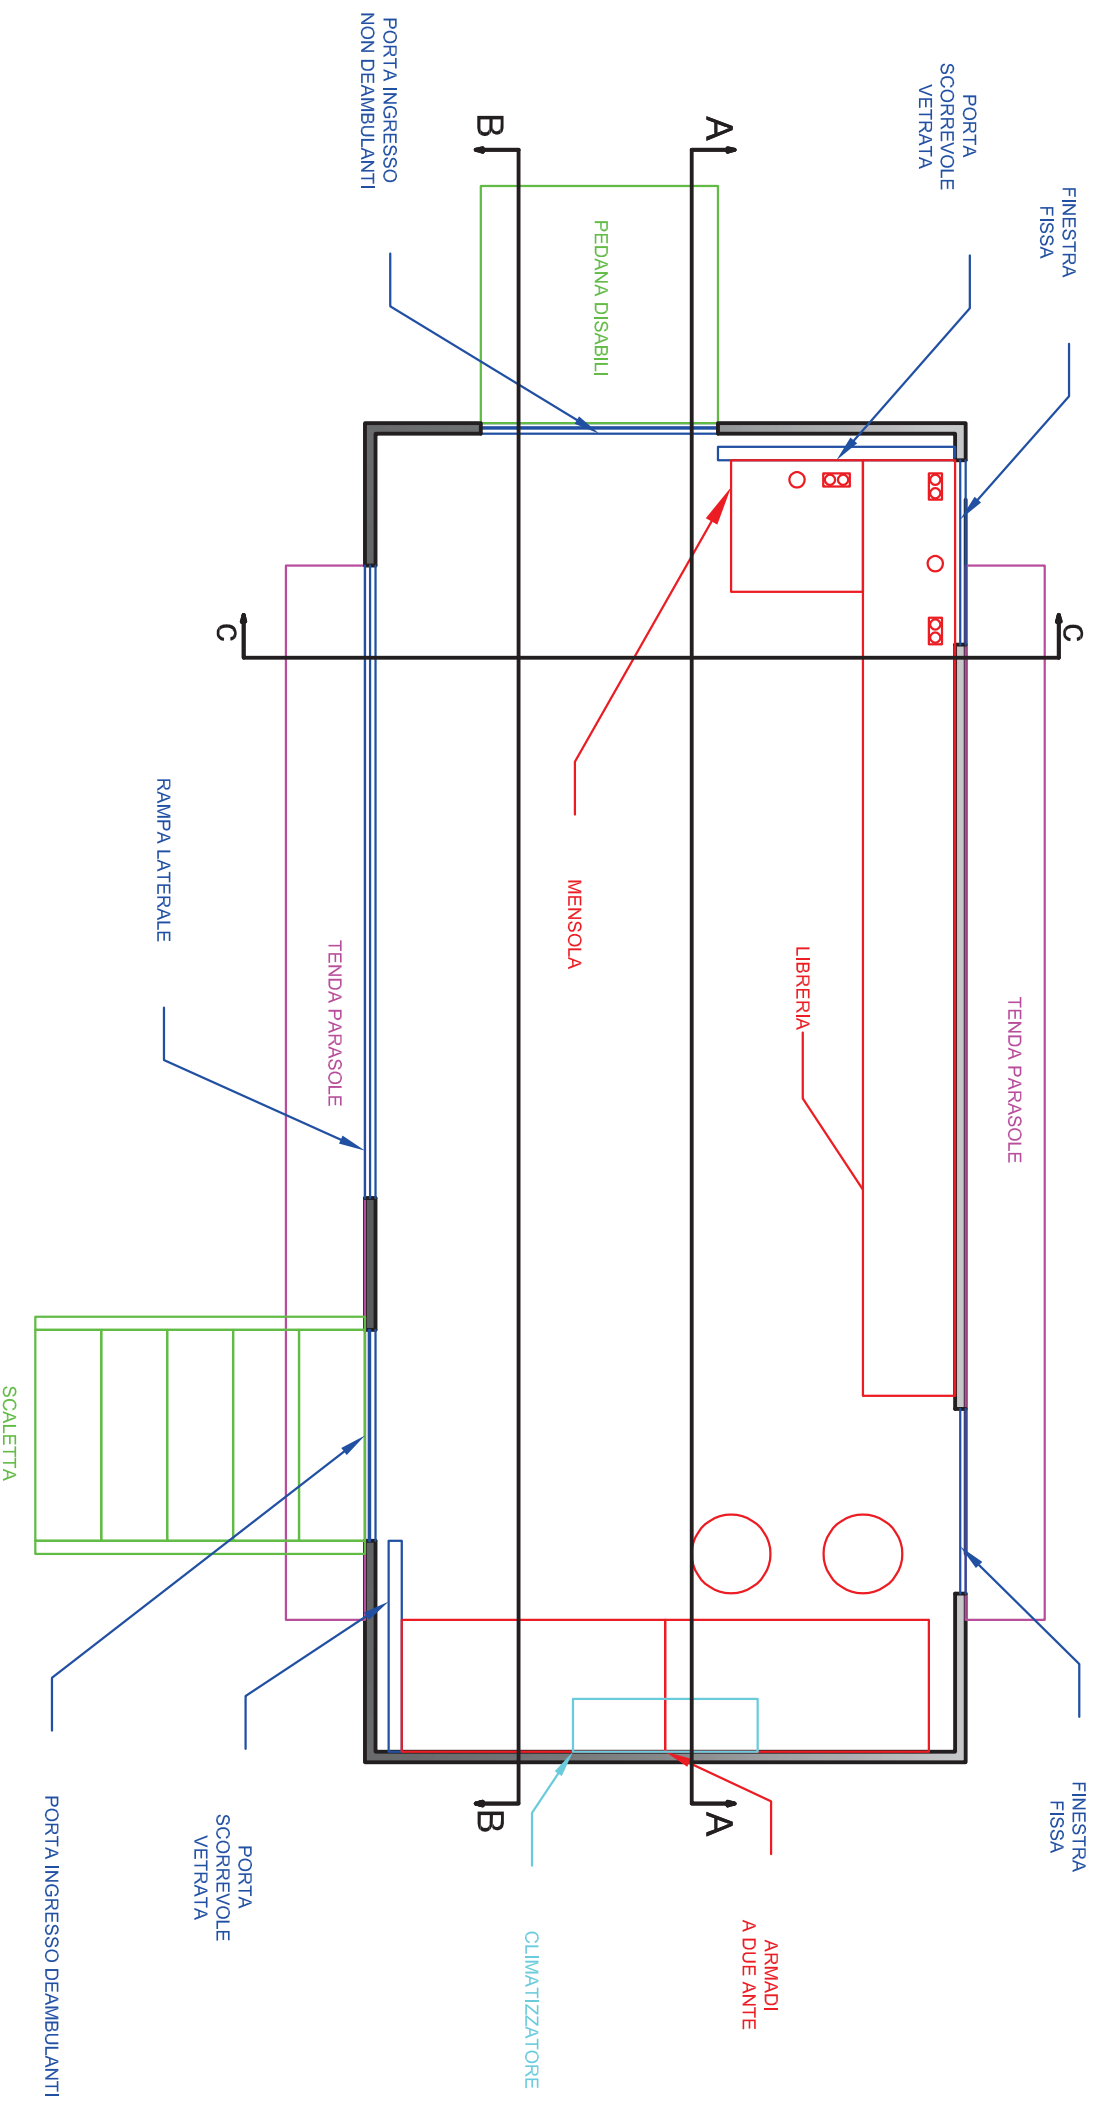 FINESTRA
FISSA
FINESTRA
FISSA
C
TENDA PARASOLE
PORTA
SCORREVOLE
VETRATA
LIBRERIA
ARMADI
A DUE ANTE
A
A
PEDANA DISABILI
MENSOLA
CLIMATIZZATORE
B
B
PORTA INGRESSO
NON DEAMBULANTI
TENDA PARASOLE
PORTA
SCORREVOLE
VETRATA
C
RAMPA LATERALE
PORTA INGRESSO DEAMBULANTI
SCALETTA